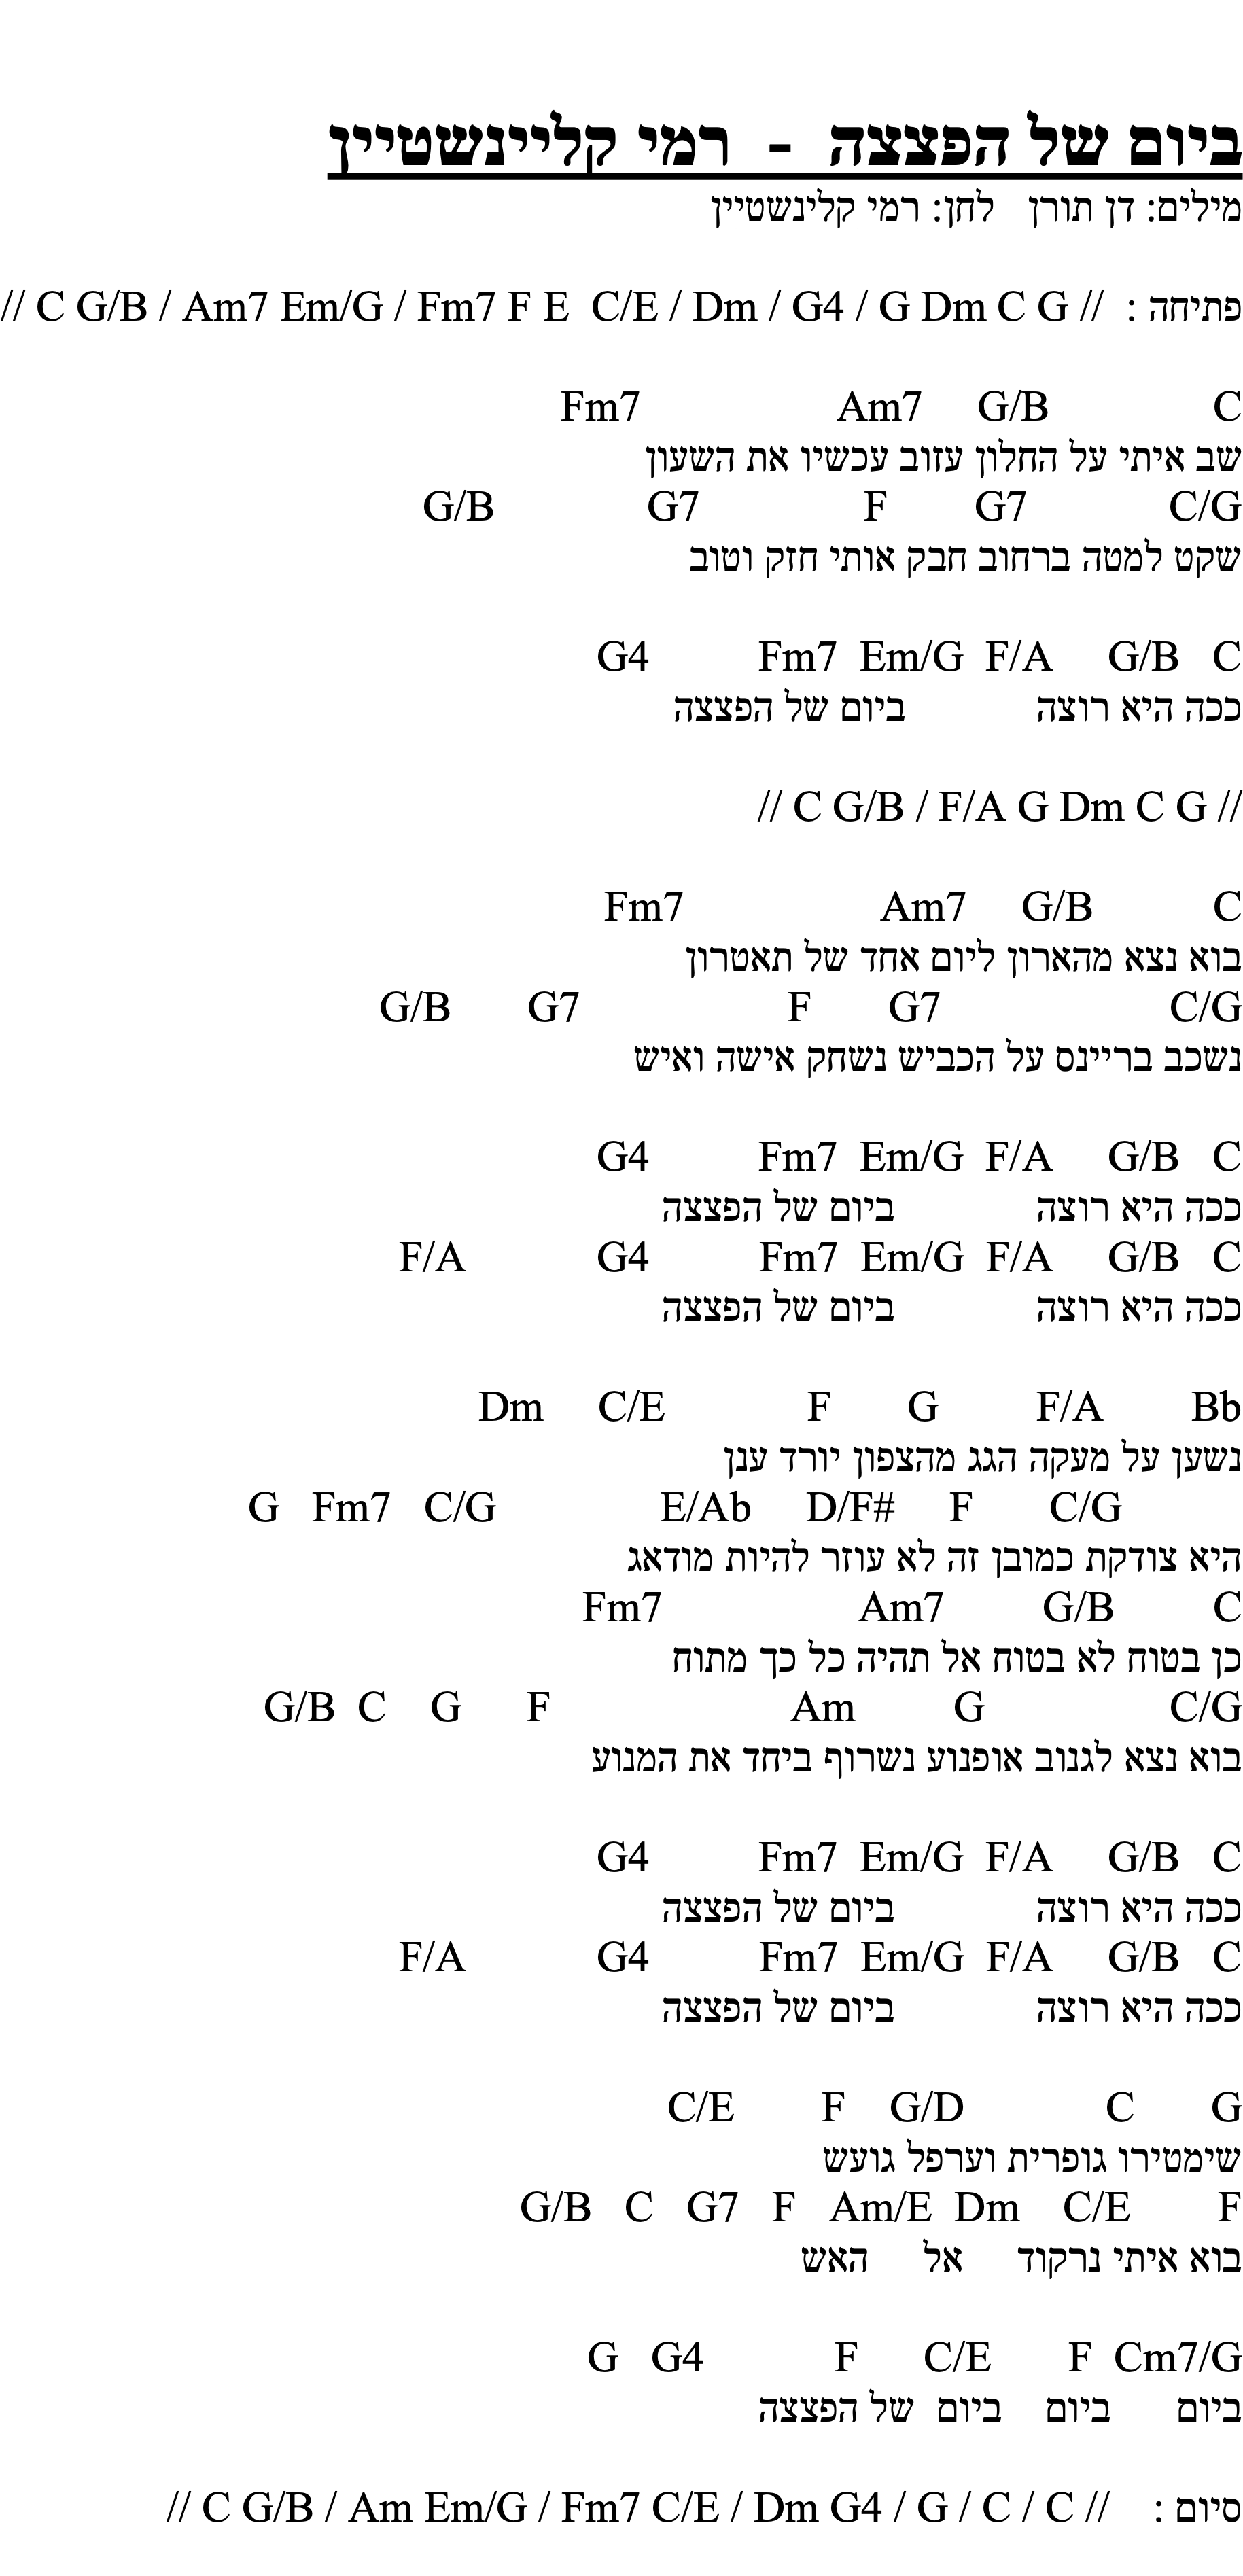 ביום של הפצצה - רמי קליינשטיין
מילים: דן תורן לחן: רמי קלינשטיין
פתיחה : // C G/B / Am7 Em/G / Fm7 F E C/E / Dm / G4 / G Dm C G //
Fm7 Am7 G/B C
שב איתי על החלון עזוב עכשיו את השעון
G/B G7 F G7 C/G
שקט למטה ברחוב חבק אותי חזק וטוב
G4 Fm7 Em/G F/A G/B C
ככה היא רוצה ביום של הפצצה
// C G/B / F/A G Dm C G //
Fm7 Am7 G/B C
בוא נצא מהארון ליום אחד של תאטרון
G/B G7 F G7 C/G
נשכב בריינס על הכביש נשחק אישה ואיש
G4 Fm7 Em/G F/A G/B C
ככה היא רוצה ביום של הפצצה
F/A G4 Fm7 Em/G F/A G/B C
ככה היא רוצה ביום של הפצצה
Dm C/E F G F/A Bb
נשען על מעקה הגג מהצפון יורד ענן
G Fm7 C/G E/Ab D/F# F C/G
היא צודקת כמובן זה לא עוזר להיות מודאג
Fm7 Am7 G/B C
כן בטוח לא בטוח אל תהיה כל כך מתוח
G/B C G F Am G C/G
בוא נצא לגנוב אופנוע נשרוף ביחד את המנוע
G4 Fm7 Em/G F/A G/B C
ככה היא רוצה ביום של הפצצה
F/A G4 Fm7 Em/G F/A G/B C
ככה היא רוצה ביום של הפצצה
C/E F G/D C G
שימטירו גופרית וערפל גועש
G/B C G7 F Am/E Dm C/E F
בוא איתי נרקוד אל האש
G G4 F C/E F Cm7/G
ביום ביום ביום של הפצצה
סיום : // C G/B / Am Em/G / Fm7 C/E / Dm G4 / G / C / C //